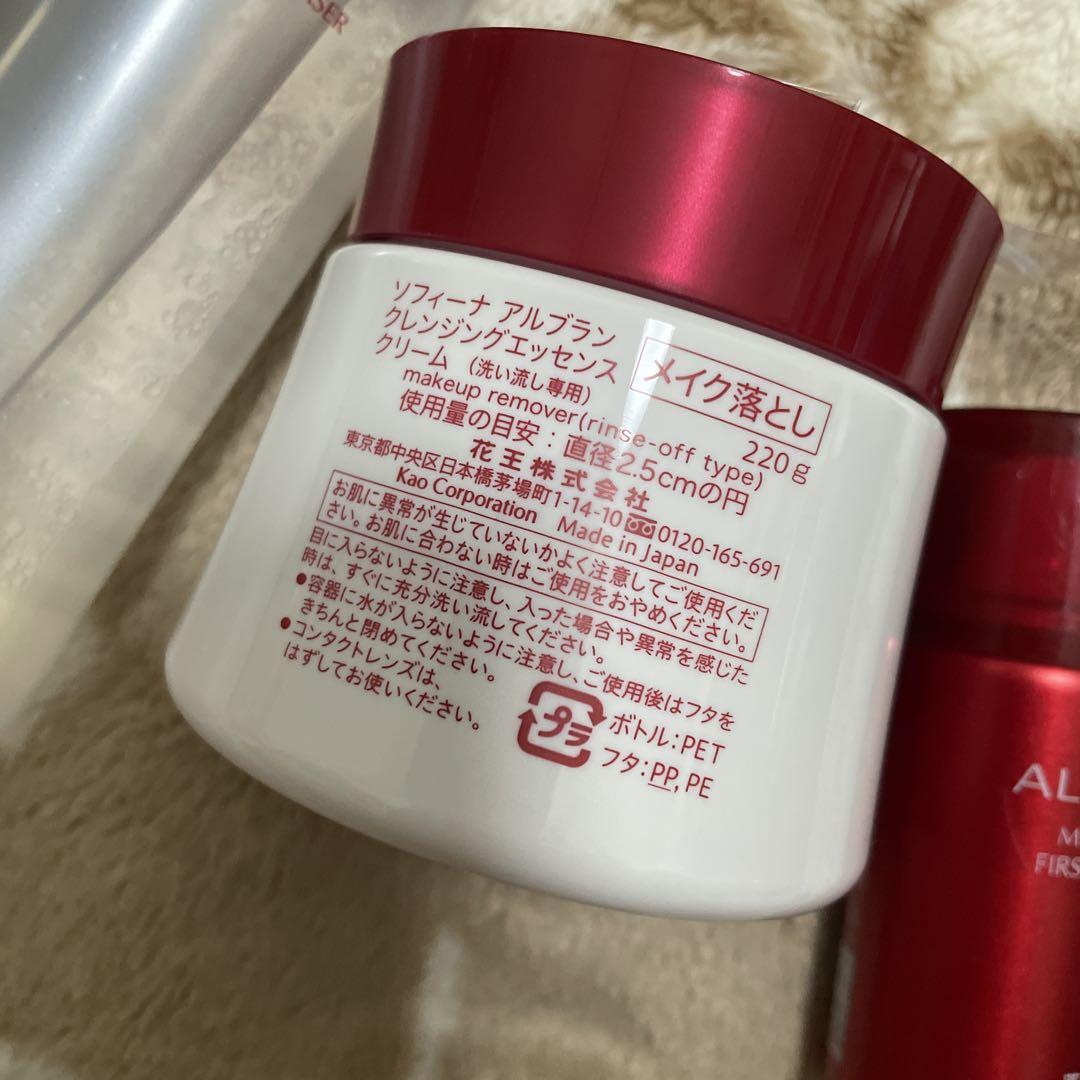 ソフィーナ アルブラン
クレンジングエッセンス
クリーム (洗い流し専用)
メイク落とし
makeup remover(rinse-off type) 220g
使用量の目安:直径2.5cmの円
花王株式会社
東京都中央区日本橋茅場町1-14-10 0120-165-691
Kao Corporation Made in Japan
お肌に異常が生じていないかよく注意してご使用くだ
さい。お肌に合わない時はご使用をおやめください。
目に入らないように注意し、入った場合や異常を感じた
時は、すぐに充分洗い流してください。
●容器に水が入らないように注意し、ご使用後はフタを
きちんと閉めてください。
●コンタクトレンズは、
はずしてお使いください。
プラ
ボトル:PET
フタ:PP,PE
AL
M
FIRS